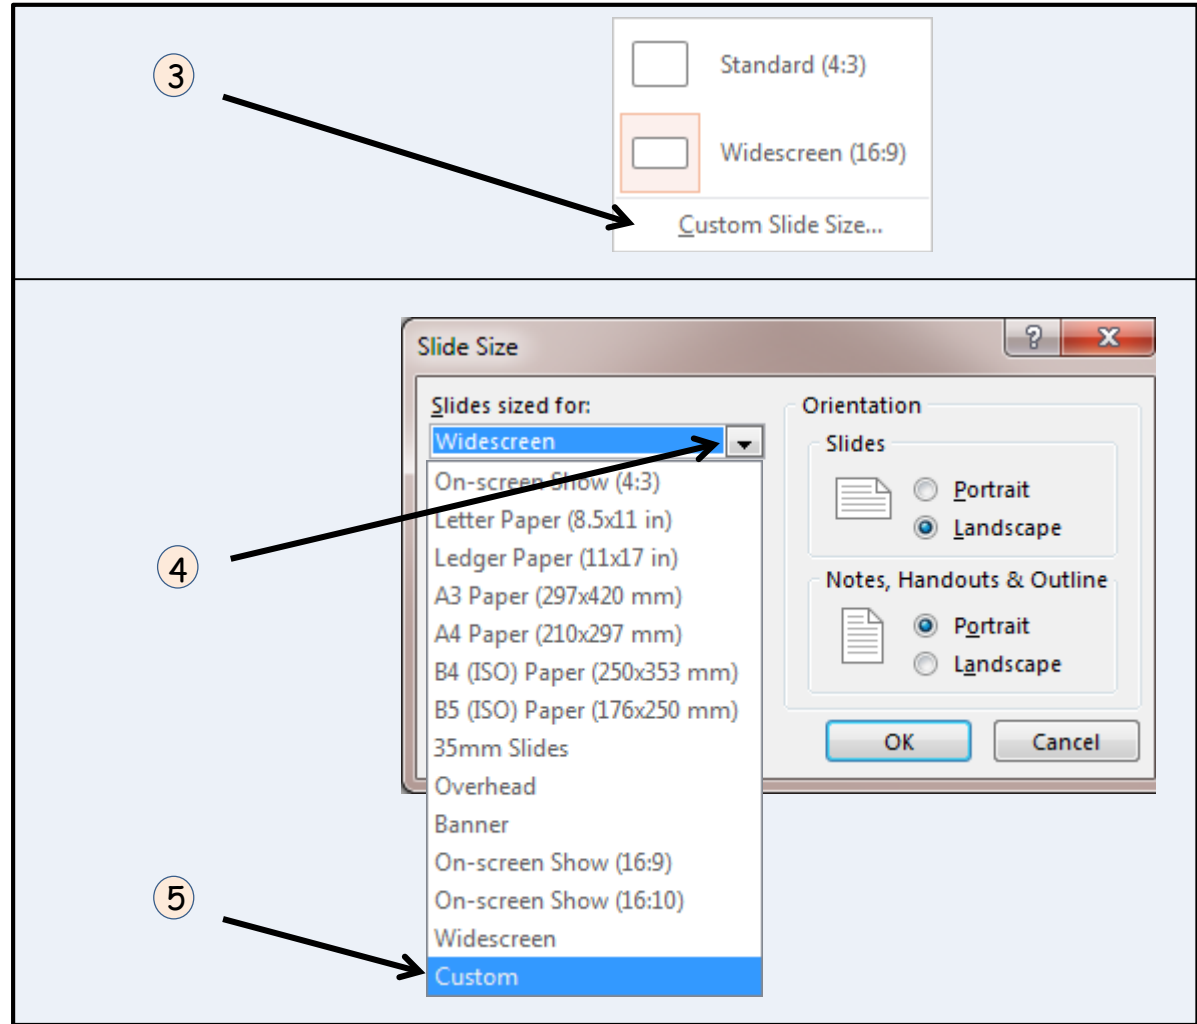 3
Standard (4:3)
Widescreen (16:9)
Custom Slide Size...
Slide Size
?
X
Slides sized for:
Widescreen
On-screen Show (4:3)
Letter Paper (8.5x11 in)
Ledger Paper (11x17 in)
A3 Paper (297x420 mm)
A4 Paper (210x297 mm)
B4 (ISO) Paper (250x353 mm)
B5 (ISO) Paper (176x250 mm)
35mm Slides
Overhead
Banner
On-screen Show (16:9)
On-screen Show (16:10)
Widescreen
Custom
Orientation
Slides
Portrait
Landscape
Notes, Handouts & Outline
Portrait
Landscape
OK
Cancel
4
5